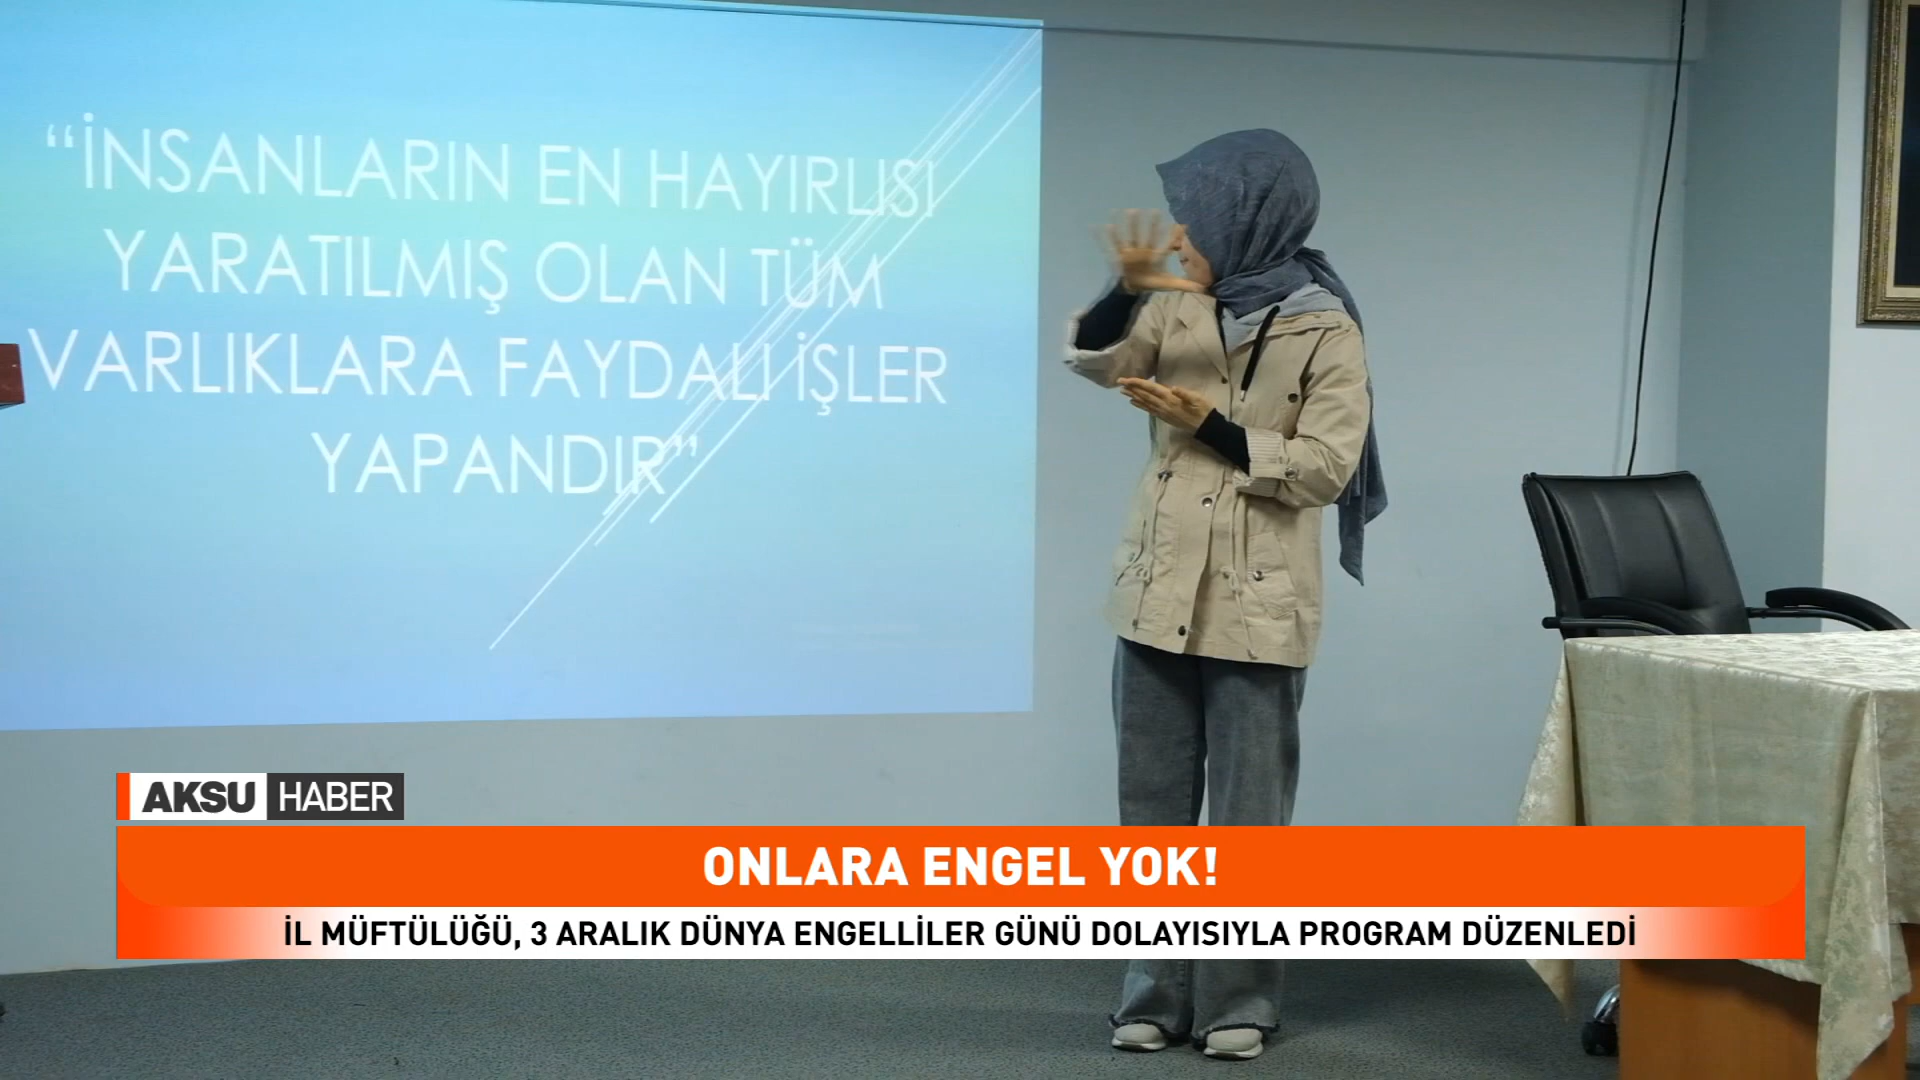 “İNSANLARIN EN HAYIRLISI
YARATILMIŞ OLAN TÜM
VARLIKLARA FAYDALI İŞLER
YAPANDIR”
AKSU HABER
ONLARA ENGEL YOK!
İL MÜFTÜLÜĞÜ, 3 ARALIK DÜNYA ENGELLİLER GÜNÜ DOLAYISIYLA PROGRAM DÜZENLEDİ